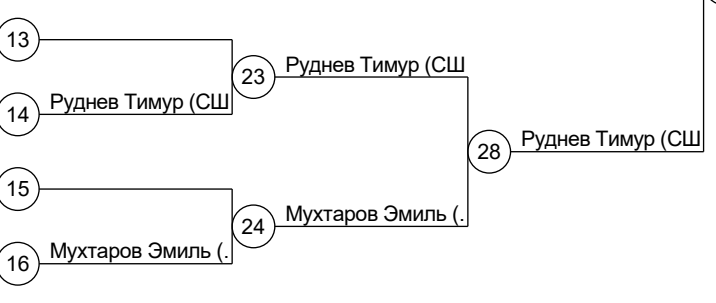 13
Руднев Тимур (СШ
23
14
Руднев Тимур (СШ
28
Руднев Тимур (СШ
15
Мухтаров Эмиль (.
24
16
Мухтаров Эмиль (.